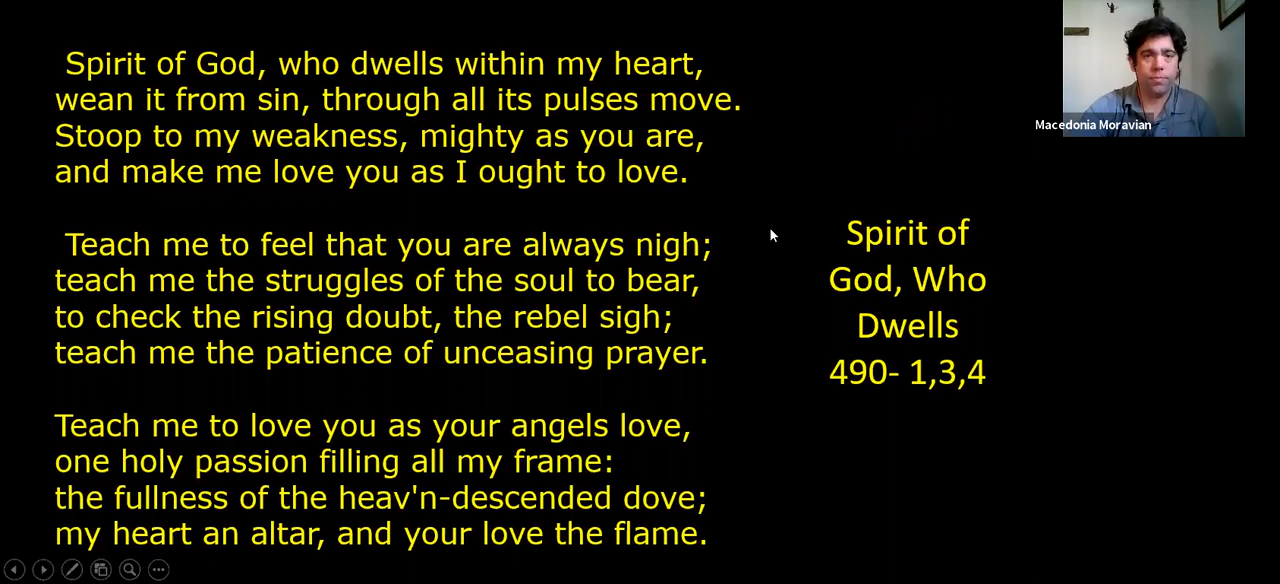 Spirit of God, who dwells within my heart,
wean it from sin, through all its pulses move.
Stoop to my weakness, mighty as you are,
and make me love you as I ought to love.
Teach me to feel that you are always nigh;
teach me the struggles of the soul to bear,
to check the rising doubt, the rebel sigh;
teach me the patience of unceasing prayer.
Teach me to love you as your angels love,
one holy passion filling all my frame:
the fullness of the heav'n-descended dove;
my heart an altar, and your love the flame.
Spirit of
God, Who
Dwells
490- 1,3,4
Macedonia Moravian